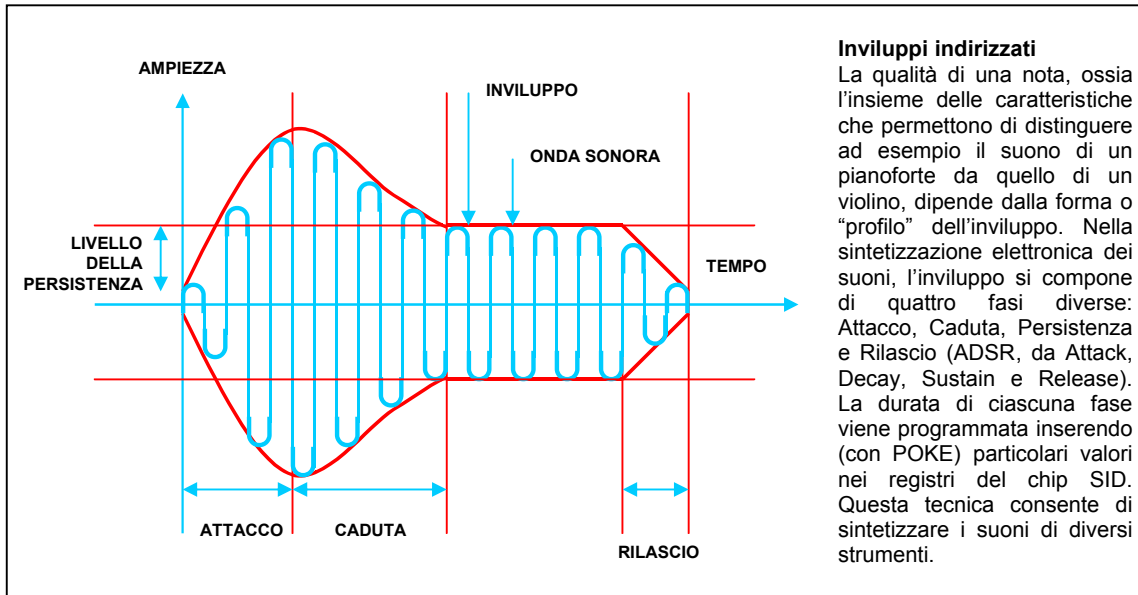 AMPIEZZA
INVILUPPO
ONDA SONORA
LIVELLO
DELLA
PERSISTENZA
TEMPO
ATTACCO
CADUTA
RILASCIO
Inviluppi indirizzati
La qualità di una nota, ossia
l’insieme delle caratteristiche
che permettono di distinguere
ad esempio il suono di un
pianoforte da quello di un
violino, dipende dalla forma o
“profilo” dell’inviluppo. Nella
sintetizzazione elettronica dei
suoni, l’inviluppo si compone
di quattro fasi diverse:
Attacco, Caduta, Persistenza
e Rilascio (ADSR, da Attack,
Decay, Sustain e Release).
La durata di ciascuna fase
viene programmata inserendo
(con POKE) particolari valori
nei registri del chip SID.
Questa tecnica consente di
sintetizzare i suoni di diversi
strumenti.